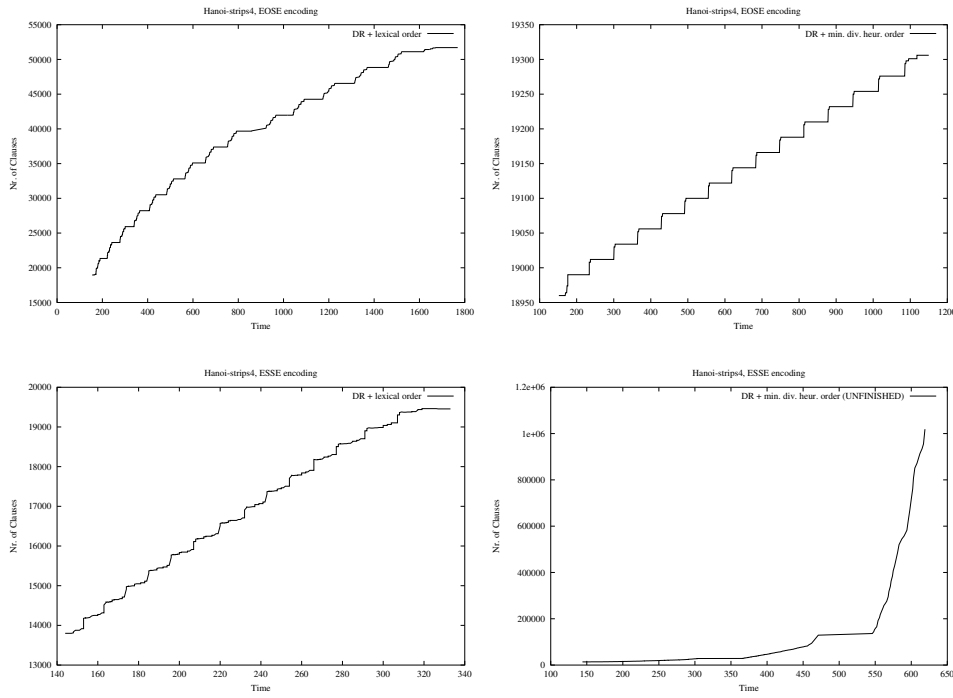 Hanoi-strips4, EOSE encoding
DR + lexical order
Nr. of Clauses
55000
50000
45000
40000
35000
30000
25000
20000
15000
0 200 400 600 800 1000 1200 1400 1600 1800
Time
Hanoi-strips4, EOSE encoding
DR + min. div. heur. order
Nr. of Clauses
19350
19300
19250
19200
19150
19100
19050
19000
18950
100 200 300 400 500 600 700 800 900 1000 1100 1200
Time
Hanoi-strips4, ESSE encoding
DR + lexical order
Nr. of Clauses
20000
19000
18000
17000
16000
15000
14000
13000
140 160 180 200 220 240 260 280 300 320 340
Time
Hanoi-strips4, ESSE encoding
DR + min. div. heur. order (UNFINISHED)
Nr. of Clauses
1.2e+06
1e+06
800000
600000
400000
200000
0
100 150 200 250 300 350 400 450 500 550 600 650
Time